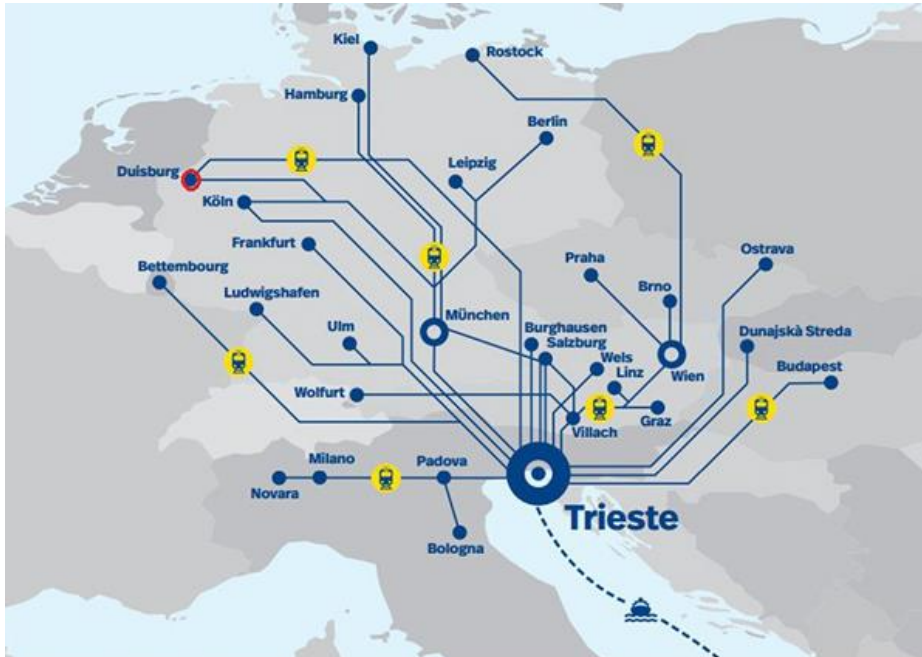 Kiel
Rostock
Hamburg
Berlin
Leipzig
Duisburg
Köln
Frankfurt
Ostrava
Praha
Bettembourg
Brno
Ludwigshafen
München
Burghausen
Dunajskà Streda
Ulm
Salzburg
Wels
Budapest
Linz
Wien
Wolfurt
Graz
Villach
Milano
Padova
Novara
Trieste
Bologna